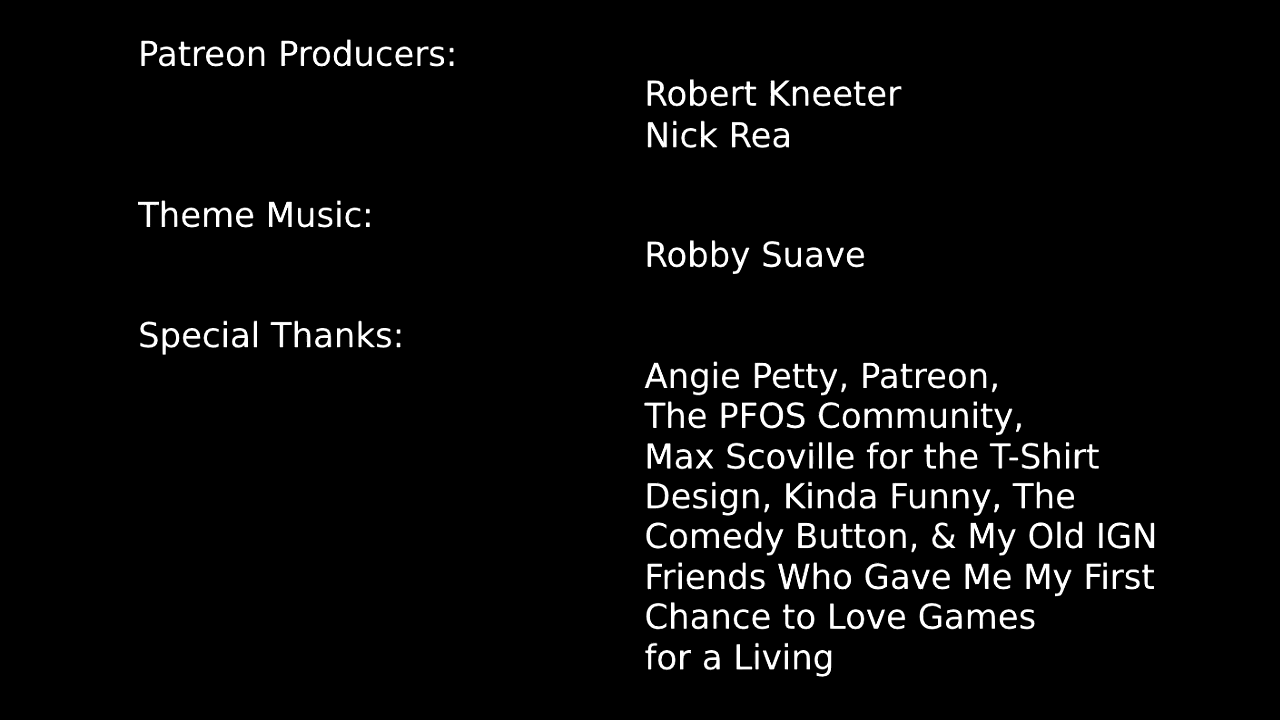 Patreon Producers:
Robert Kneeter
Nick Rea
Theme Music:
Robby Suave
Special Thanks:
Angie Petty, Patreon,
The PFOS Community,
Max Scoville for the T-Shirt
Design, Kinda Funny, The
Comedy Button, & My Old IGN
Friends Who Gave Me My First
Chance to Love Games
for a Living